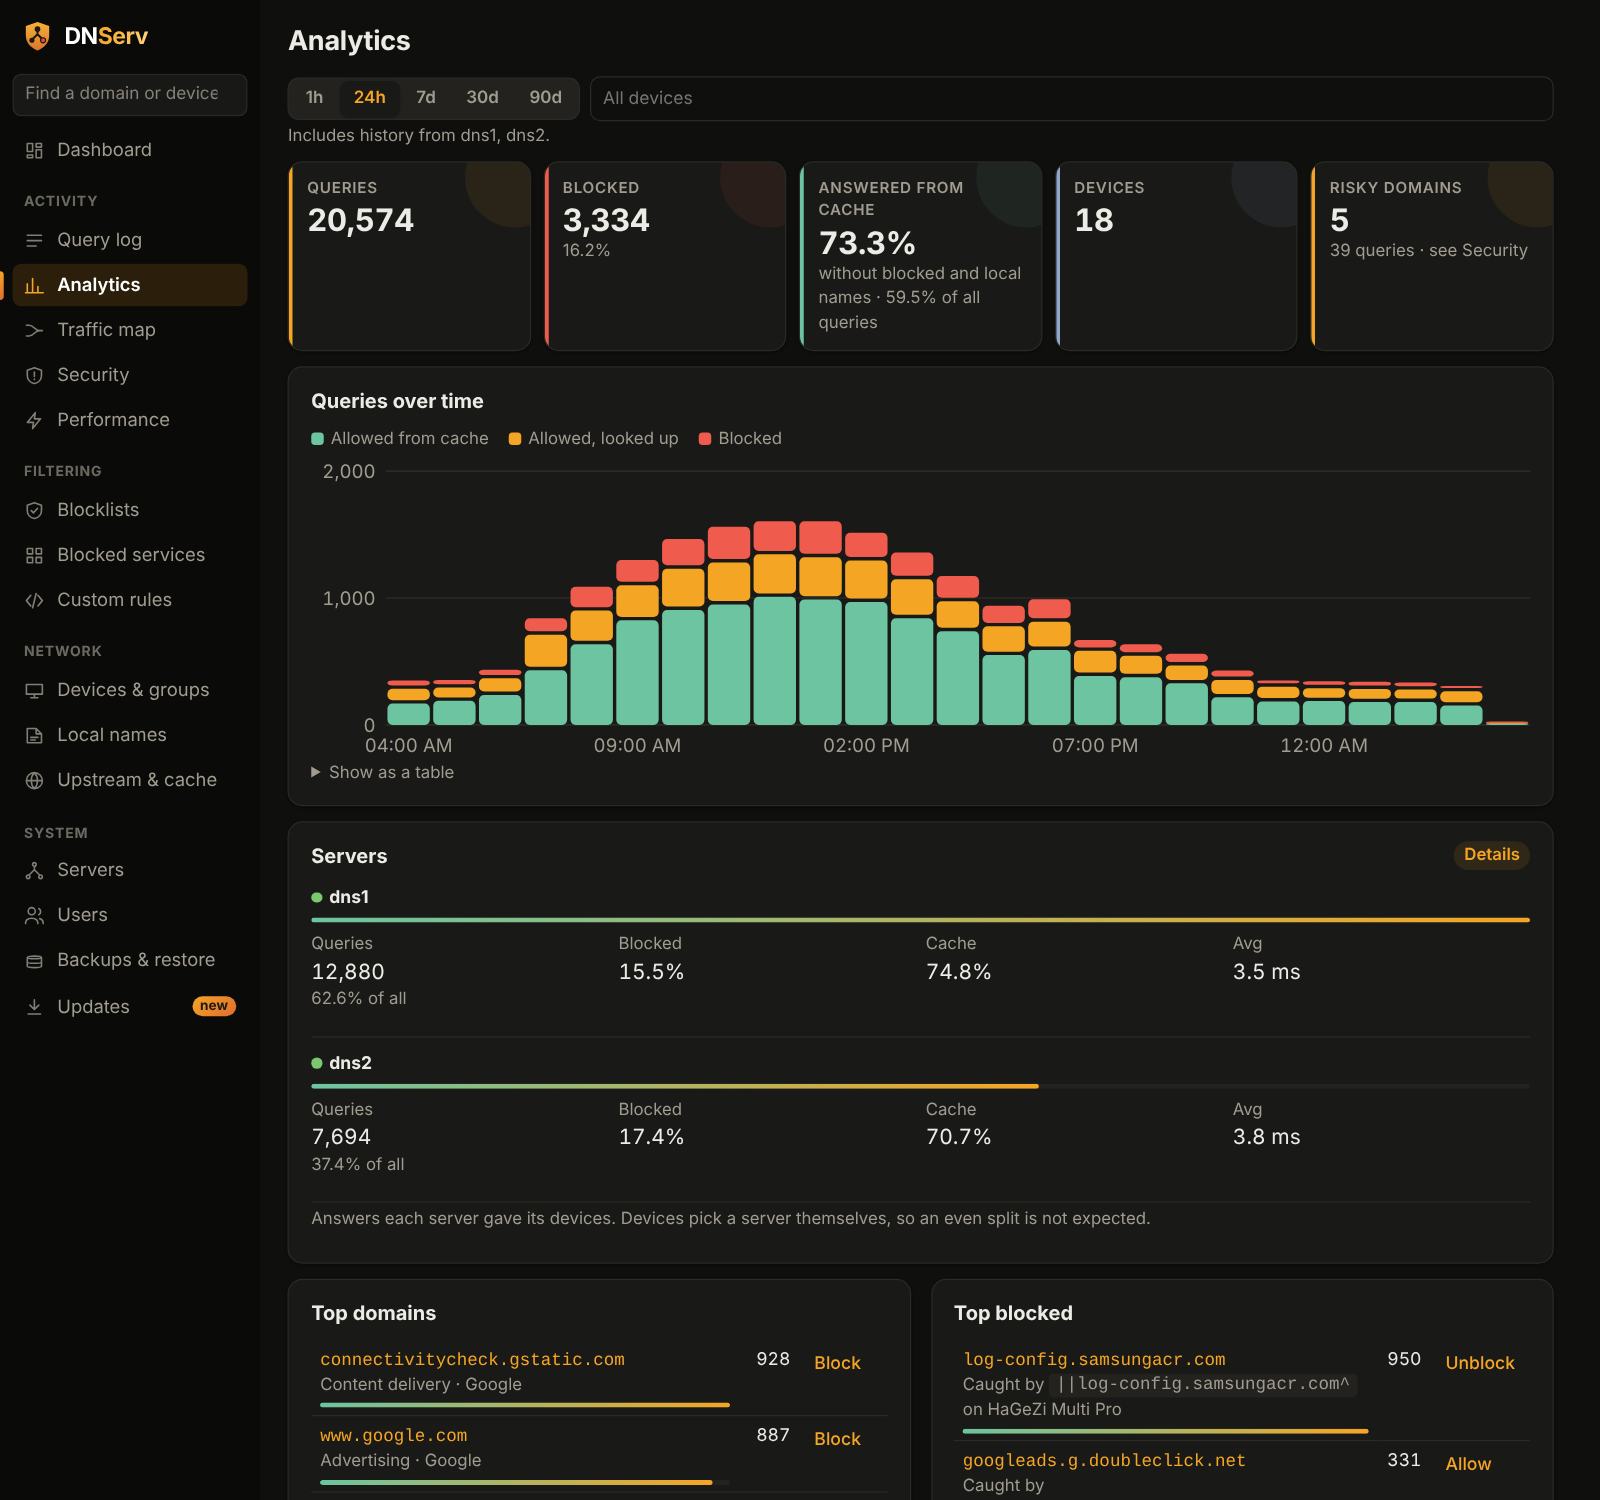 DNServ
Find a domain or device
Dashboard
ACTIVITY
Query log
Analytics
Traffic map
Security
Performance
FILTERING
Blocklists
Blocked services
Custom rules
NETWORK
Devices & groups
Local names
Upstream & cache
SYSTEM
Servers
Users
Backups & restore
Updates new
Analytics
1h 24h 7d 30d 90d
All devices
Includes history from dns1, dns2.
QUERIES
20,574
BLOCKED
3,334
16.2%
ANSWERED FROM
CACHE
73.3%
without blocked and local
names · 59.5% of all
queries
DEVICES
18
RISKY DOMAINS
5
39 queries · see Security
Queries over time
Allowed from cache Allowed, looked up Blocked
2,000
1,000
0
04:00 AM 09:00 AM 02:00 PM 07:00 PM 12:00 AM
Show as a table
Servers Details
dns1
Queries Blocked Cache Avg
12,880 15.5% 74.8% 3.5 ms
62.6% of all
dns2
Queries Blocked Cache Avg
7,694 17.4% 70.7% 3.8 ms
37.4% of all
Answers each server gave its devices. Devices pick a server themselves, so an even split is not expected.
Top domains
connectivitycheck.gstatic.com 928 Block
Content delivery · Google
www.google.com 887 Block
Advertising · Google
Top blocked
log-config.samsungacr.com 950 Unblock
Caught by ||log-config.samsungacr.com^
on HaGeZi Multi Pro
googleads.g.doubleclick.net 331 Allow
Caught by